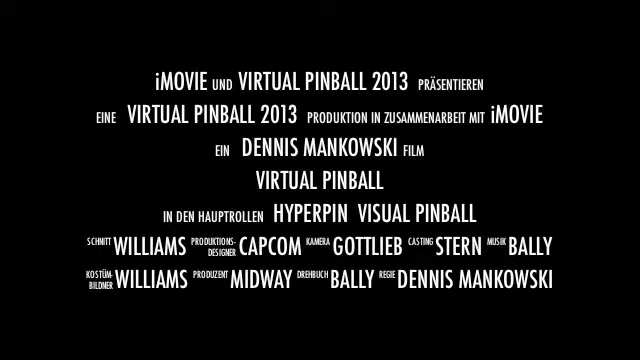 iMOVIE UND VIRTUAL PINBALL 2013 PRÄSENTIEREN
EINE VIRTUAL PINBALL 2013 PRODUKTION IN ZUSAMMENARBEIT MIT iMOVIE
EIN DENNIS MANKOWSKI FILM
VIRTUAL PINBALL
IN DEN HAUPTROLLEN HYPERPIN VISUAL PINBALL
SCHNITT WILLIAMS PRODUKTIONS-DESIGNER CAPCOM KAMERA GOTTLIEB CASTING STERN MUSIK BALLY
KOSTÜM-BILDNER WILLIAMS PRODUZENT MIDWAY DREHBUCH BALLY REGIE DENNIS MANKOWSKI